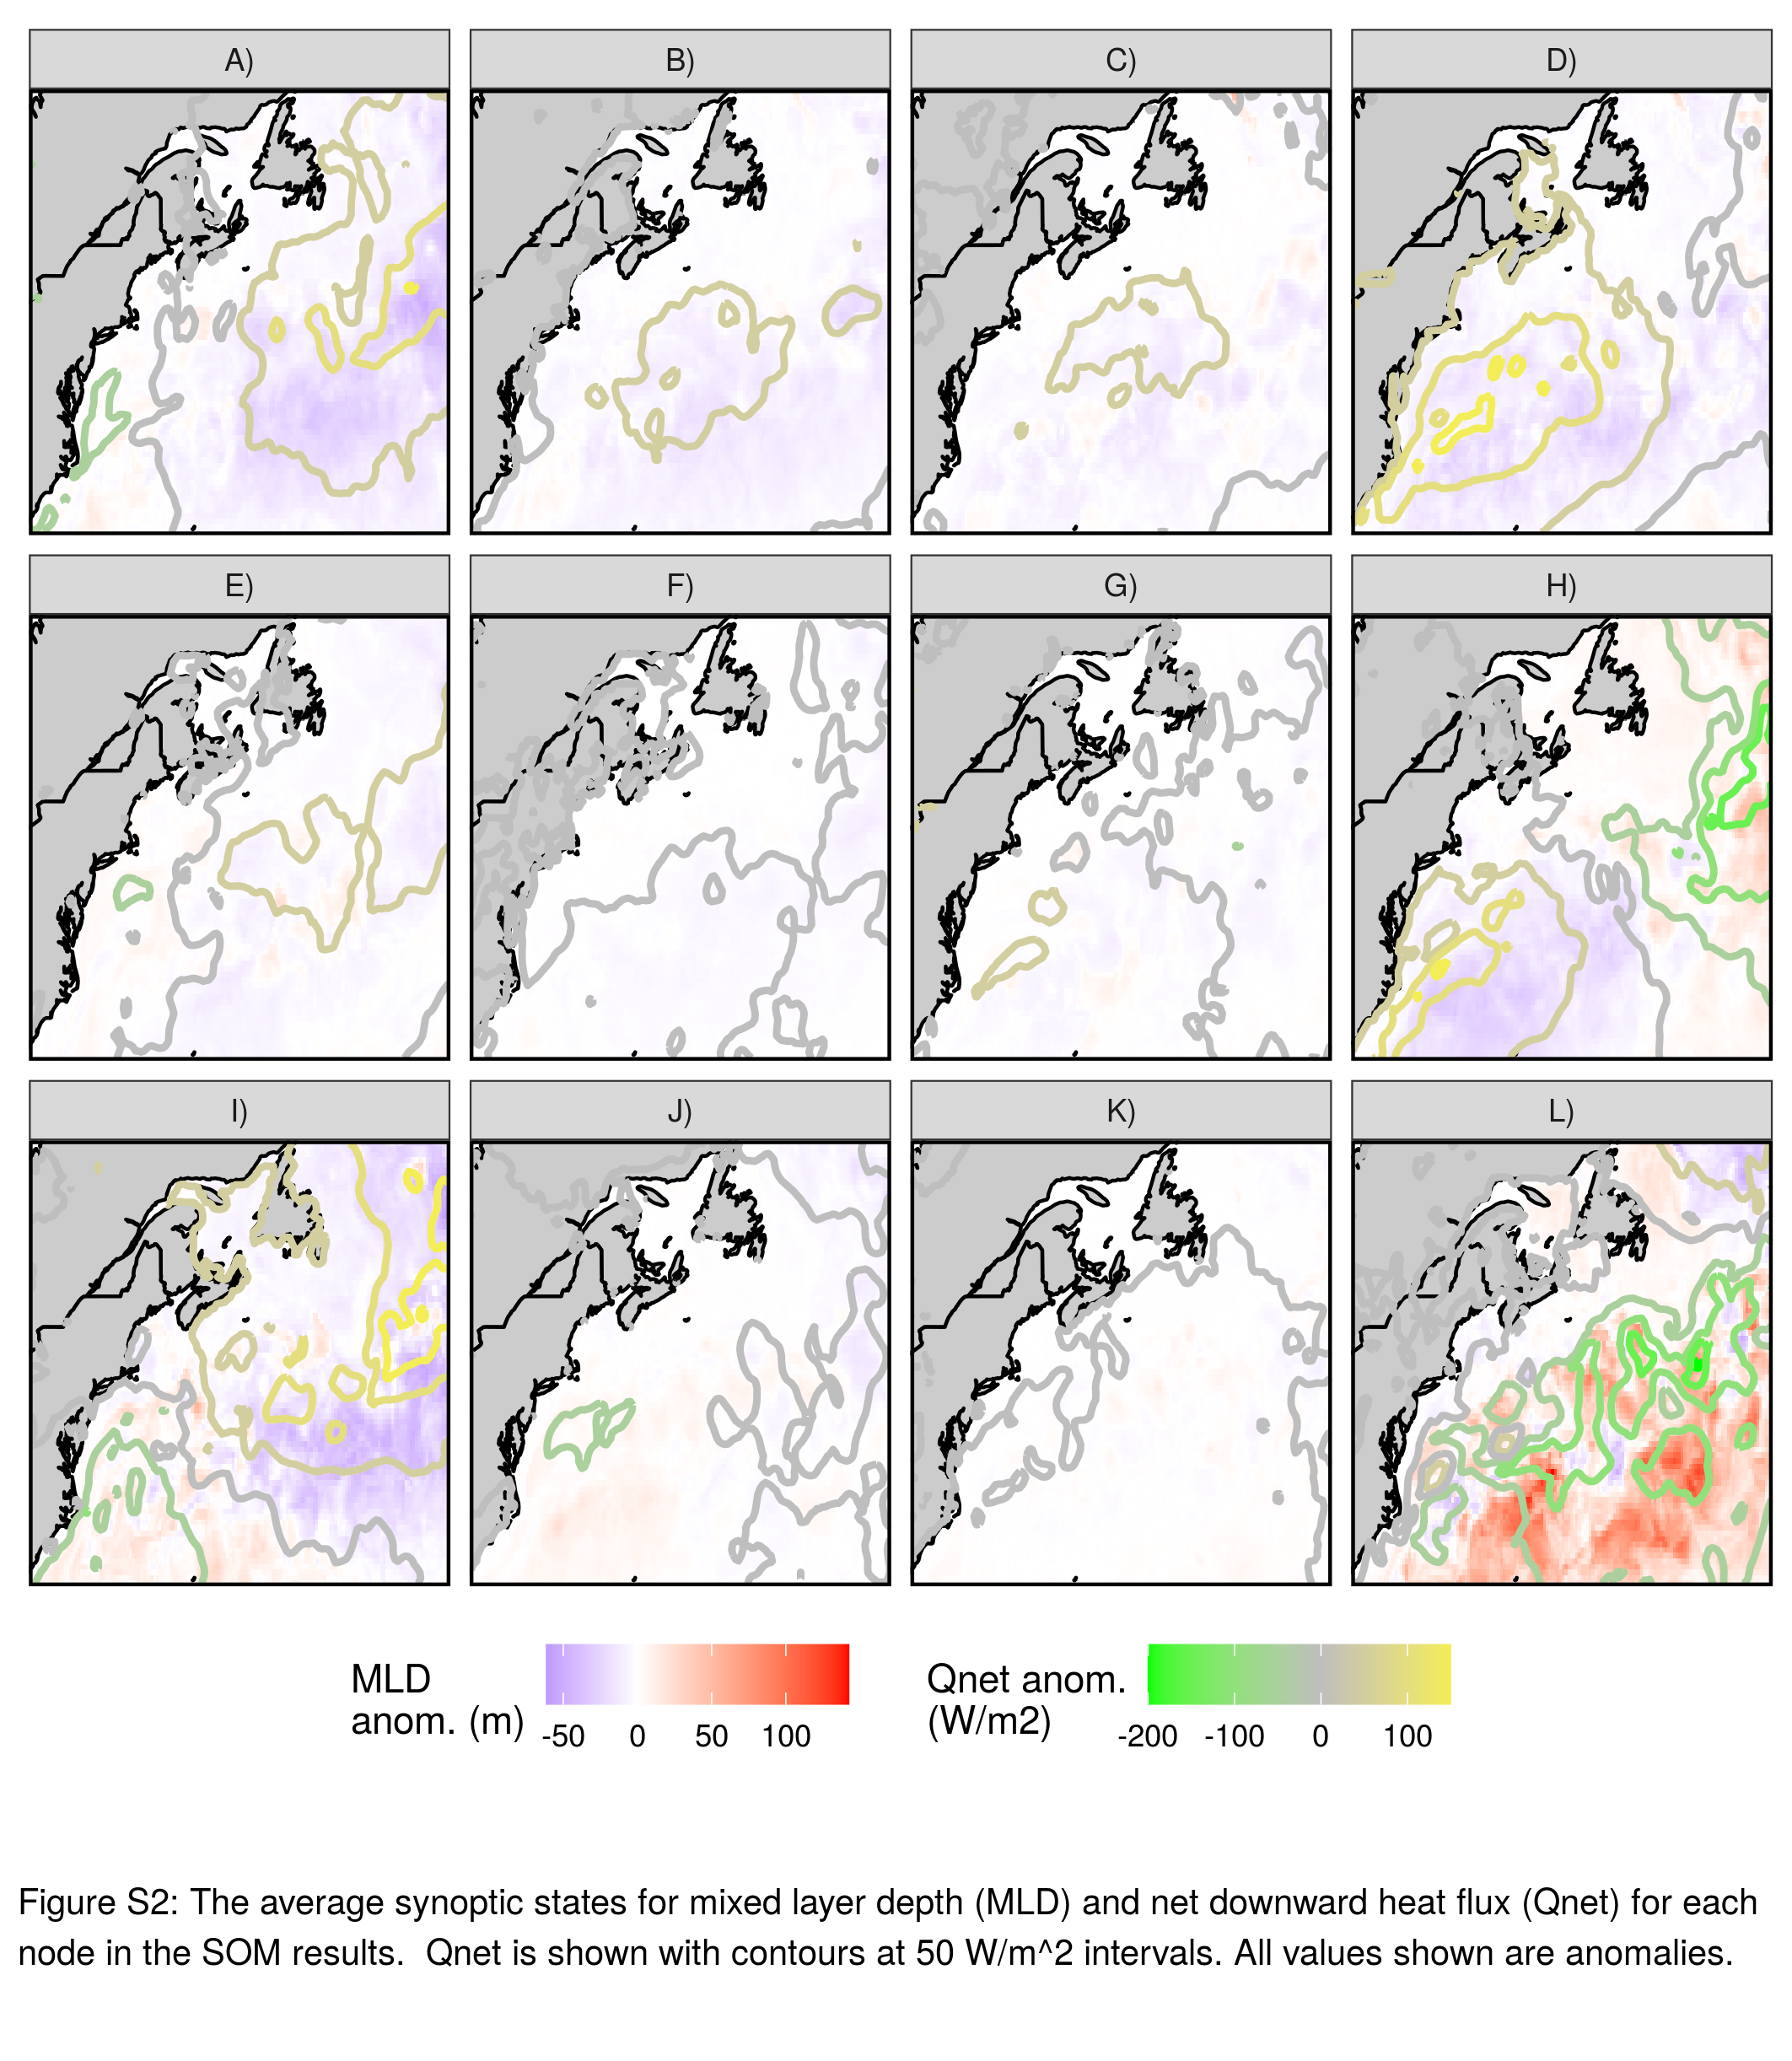 A)
B)
C)
D)
E)
F)
G)
H)
I)
J)
K)
L)
MLD
anom. (m)
-50 0 50 100
Qnet anom.
(W/m2)
-200 -100 0 100
Figure S2: The average synoptic states for mixed layer depth (MLD) and net downward heat flux (Qnet) for each
node in the SOM results.  Qnet is shown with contours at 50 W/m^2 intervals. All values shown are anomalies.